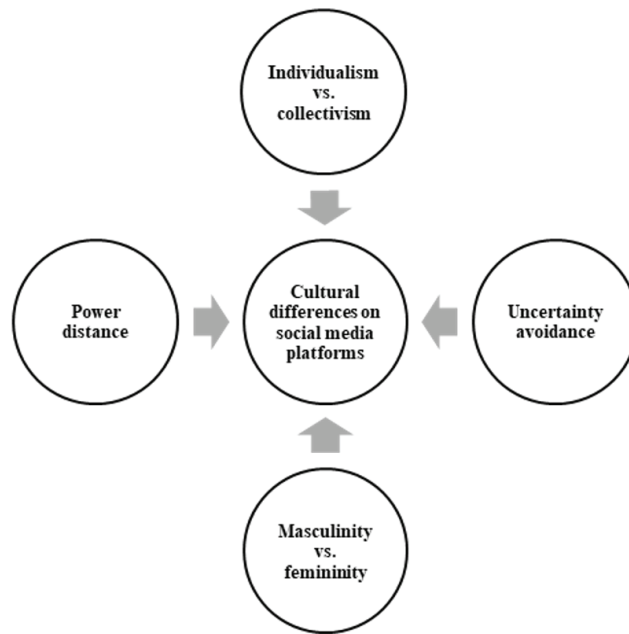 Individualism
vs.
collectivism
Power
distance
Cultural
differences on
social media
platforms
Uncertainty
avoidance
Masculinity
vs.
femininity